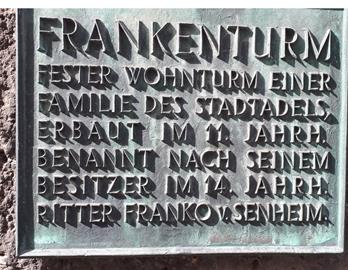 FRANKENTURM
FESTER WOHNTURM EINER
FAMILIE DES STADTADELS,
ERBAUT IM 11. JAHRH.
BENANNT NACH SEINEM
BESITZER IM 14. JAHRH.
RITTER FRANKO v. SENHEIM.